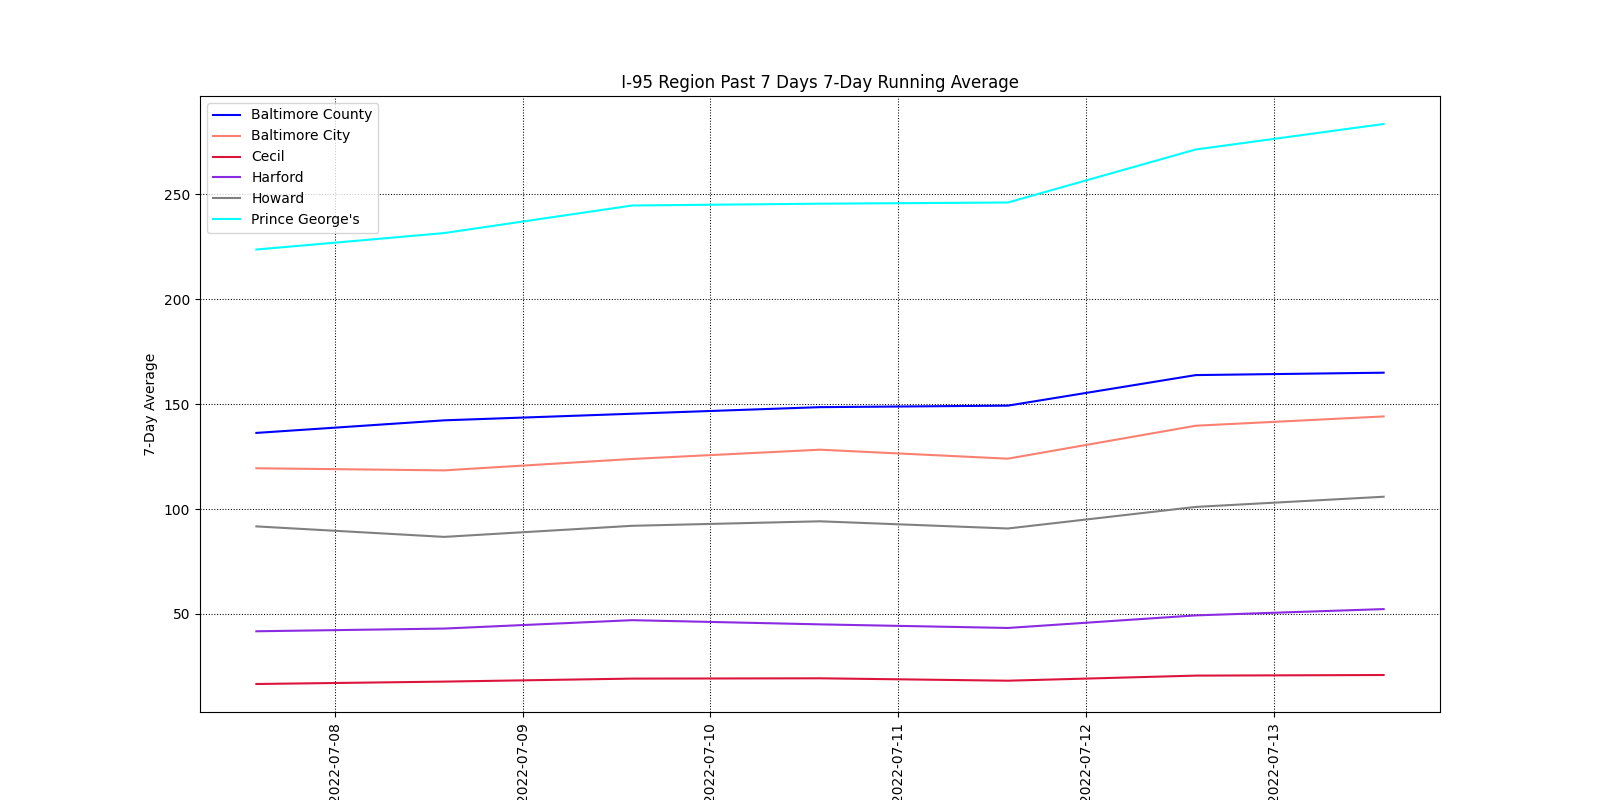 I-95 Region Past 7 Days 7-Day Running Average
Baltimore County
Baltimore City
Cecil
Harford
Howard
Prince George's
250
200
150
100
50
7-Day Average
2022-07-08
2022-07-09
2022-07-10
2022-07-11
2022-07-12
2022-07-13